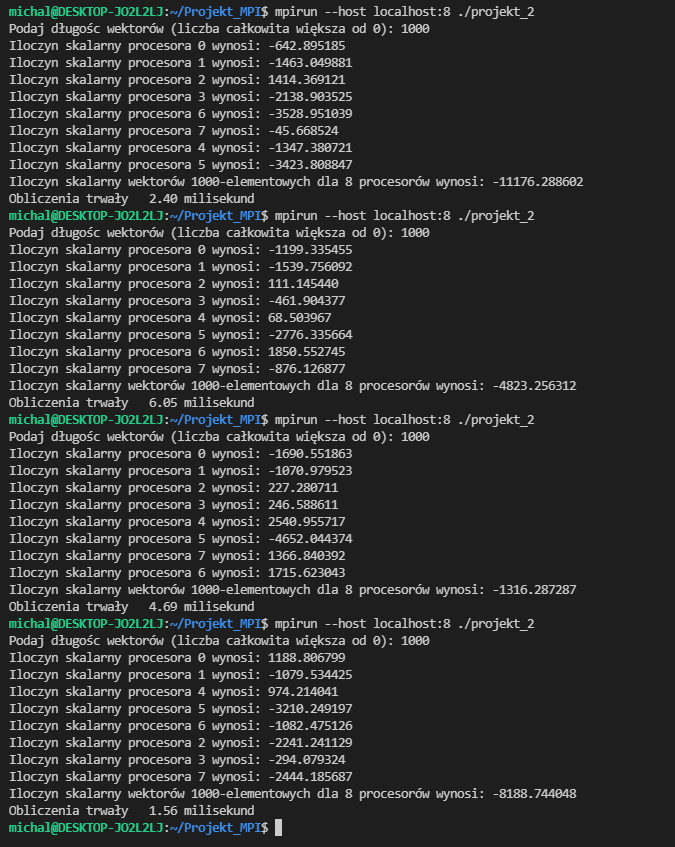 michal@DESKTOP-JO2L2LJ:~/Projekt_MPI$ mpirun --host localhost:8 ./projekt_2
Podaj długośc wektorów (liczba całkowita większa od 0): 1000
Iloczyn skalarny procesora 0 wynosi: -642.895185
Iloczyn skalarny procesora 1 wynosi: -1463.049881
Iloczyn skalarny procesora 2 wynosi: 1414.369121
Iloczyn skalarny procesora 3 wynosi: -2138.903525
Iloczyn skalarny procesora 6 wynosi: -3528.951039
Iloczyn skalarny procesora 7 wynosi: -45.668524
Iloczyn skalarny procesora 4 wynosi: -1347.380721
Iloczyn skalarny procesora 5 wynosi: -3423.808847
Iloczyn skalarny wektorów 1000-elementowych dla 8 procesorów wynosi: -11176.288602
Obliczenia trwały   2.40 milisekund
michal@DESKTOP-JO2L2LJ:~/Projekt_MPI$ mpirun --host localhost:8 ./projekt_2
Podaj długośc wektorów (liczba całkowita większa od 0): 1000
Iloczyn skalarny procesora 0 wynosi: -1199.335455
Iloczyn skalarny procesora 1 wynosi: -1539.756092
Iloczyn skalarny procesora 2 wynosi: 111.145440
Iloczyn skalarny procesora 3 wynosi: -461.904377
Iloczyn skalarny procesora 4 wynosi: 68.503967
Iloczyn skalarny procesora 5 wynosi: -2776.335664
Iloczyn skalarny procesora 6 wynosi: 1850.552745
Iloczyn skalarny procesora 7 wynosi: -876.126877
Iloczyn skalarny wektorów 1000-elementowych dla 8 procesorów wynosi: -4823.256312
Obliczenia trwały   6.05 milisekund
michal@DESKTOP-JO2L2LJ:~/Projekt_MPI$ mpirun --host localhost:8 ./projekt_2
Podaj długośc wektorów (liczba całkowita większa od 0): 1000
Iloczyn skalarny procesora 0 wynosi: -1690.551863
Iloczyn skalarny procesora 1 wynosi: -1070.979523
Iloczyn skalarny procesora 2 wynosi: 227.280711
Iloczyn skalarny procesora 3 wynosi: 246.588611
Iloczyn skalarny procesora 4 wynosi: 2540.955717
Iloczyn skalarny procesora 5 wynosi: -4652.044374
Iloczyn skalarny procesora 7 wynosi: 1366.840392
Iloczyn skalarny procesora 6 wynosi: 1715.623043
Iloczyn skalarny wektorów 1000-elementowych dla 8 procesorów wynosi: -1316.287287
Obliczenia trwały   4.69 milisekund
michal@DESKTOP-JO2L2LJ:~/Projekt_MPI$ mpirun --host localhost:8 ./projekt_2
Podaj długośc wektorów (liczba całkowita większa od 0): 1000
Iloczyn skalarny procesora 0 wynosi: 1188.806799
Iloczyn skalarny procesora 1 wynosi: -1079.534425
Iloczyn skalarny procesora 4 wynosi: 974.214041
Iloczyn skalarny procesora 5 wynosi: -3210.249197
Iloczyn skalarny procesora 6 wynosi: -1082.475126
Iloczyn skalarny procesora 2 wynosi: -2241.241129
Iloczyn skalarny procesora 3 wynosi: -294.079324
Iloczyn skalarny procesora 7 wynosi: -2444.185687
Iloczyn skalarny wektorów 1000-elementowych dla 8 procesorów wynosi: -8188.744048
Obliczenia trwały   1.56 milisekund
michal@DESKTOP-JO2L2LJ:~/Projekt_MPI$